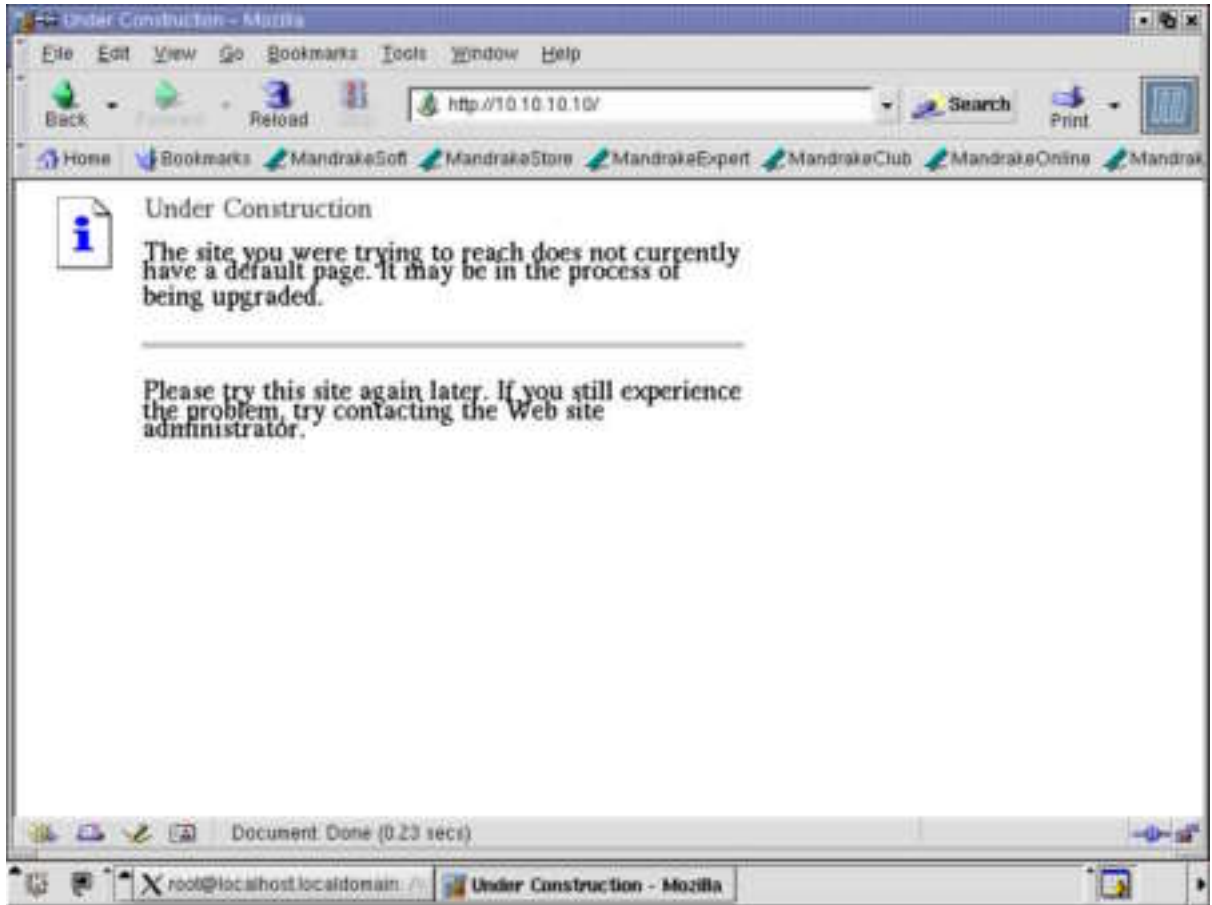 Under Construction - Mozilla
File Edit View Go Bookmarks Tools Window Help
Back Reload http://10.10.10.10/ Search Print
Home Bookmarks MandrakeSoft MandrakeStore MandrakeExpert MandrakeClub MandrakeOnline Mandrak
Under Construction
The site you were trying to reach does not currently
have a default page. It may be in the process of
being upgraded.
Please try this site again later. If you still experience
the problem, try contacting the Web site
administrator.
Document: Done (0.23 secs)
root@localhost.localdomain: / Under Construction - Mozilla